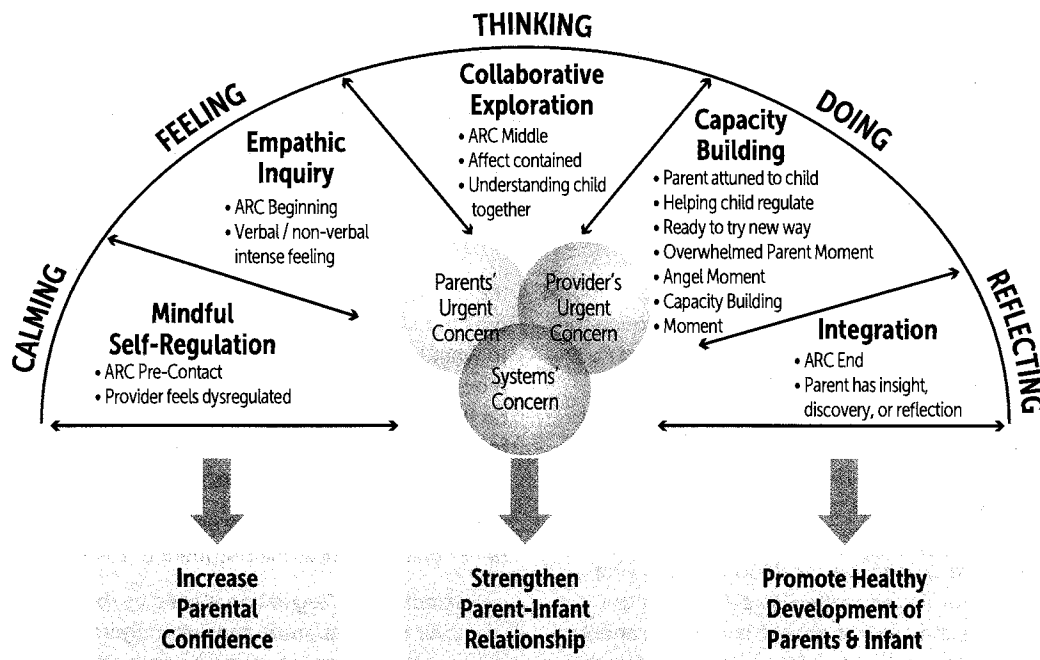 THINKING
FEELING
DOING
CALMING
REFLECTING
Collaborative
Exploration
• ARC Middle
• Affect contained
• Understanding child
together
Empathic
Inquiry
• ARC Beginning
• Verbal / non-verbal
intense feeling
Capacity
Building
• Parent attuned to child
• Helping child regulate
• Ready to try new way
• Overwhelmed Parent Moment
• Angel Moment
• Capacity Building
• Moment
Mindful
Self-Regulation
• ARC Pre-Contact
• Provider feels dysregulated
Parents'
Urgent
Concern
Provider's
Urgent
Concern
Systems'
Concern
Integration
• ARC End
• Parent has insight,
discovery, or reflection
Increase
Parental
Confidence
Strengthen
Parent-Infant
Relationship
Promote Healthy
Development of
Parents & Infant